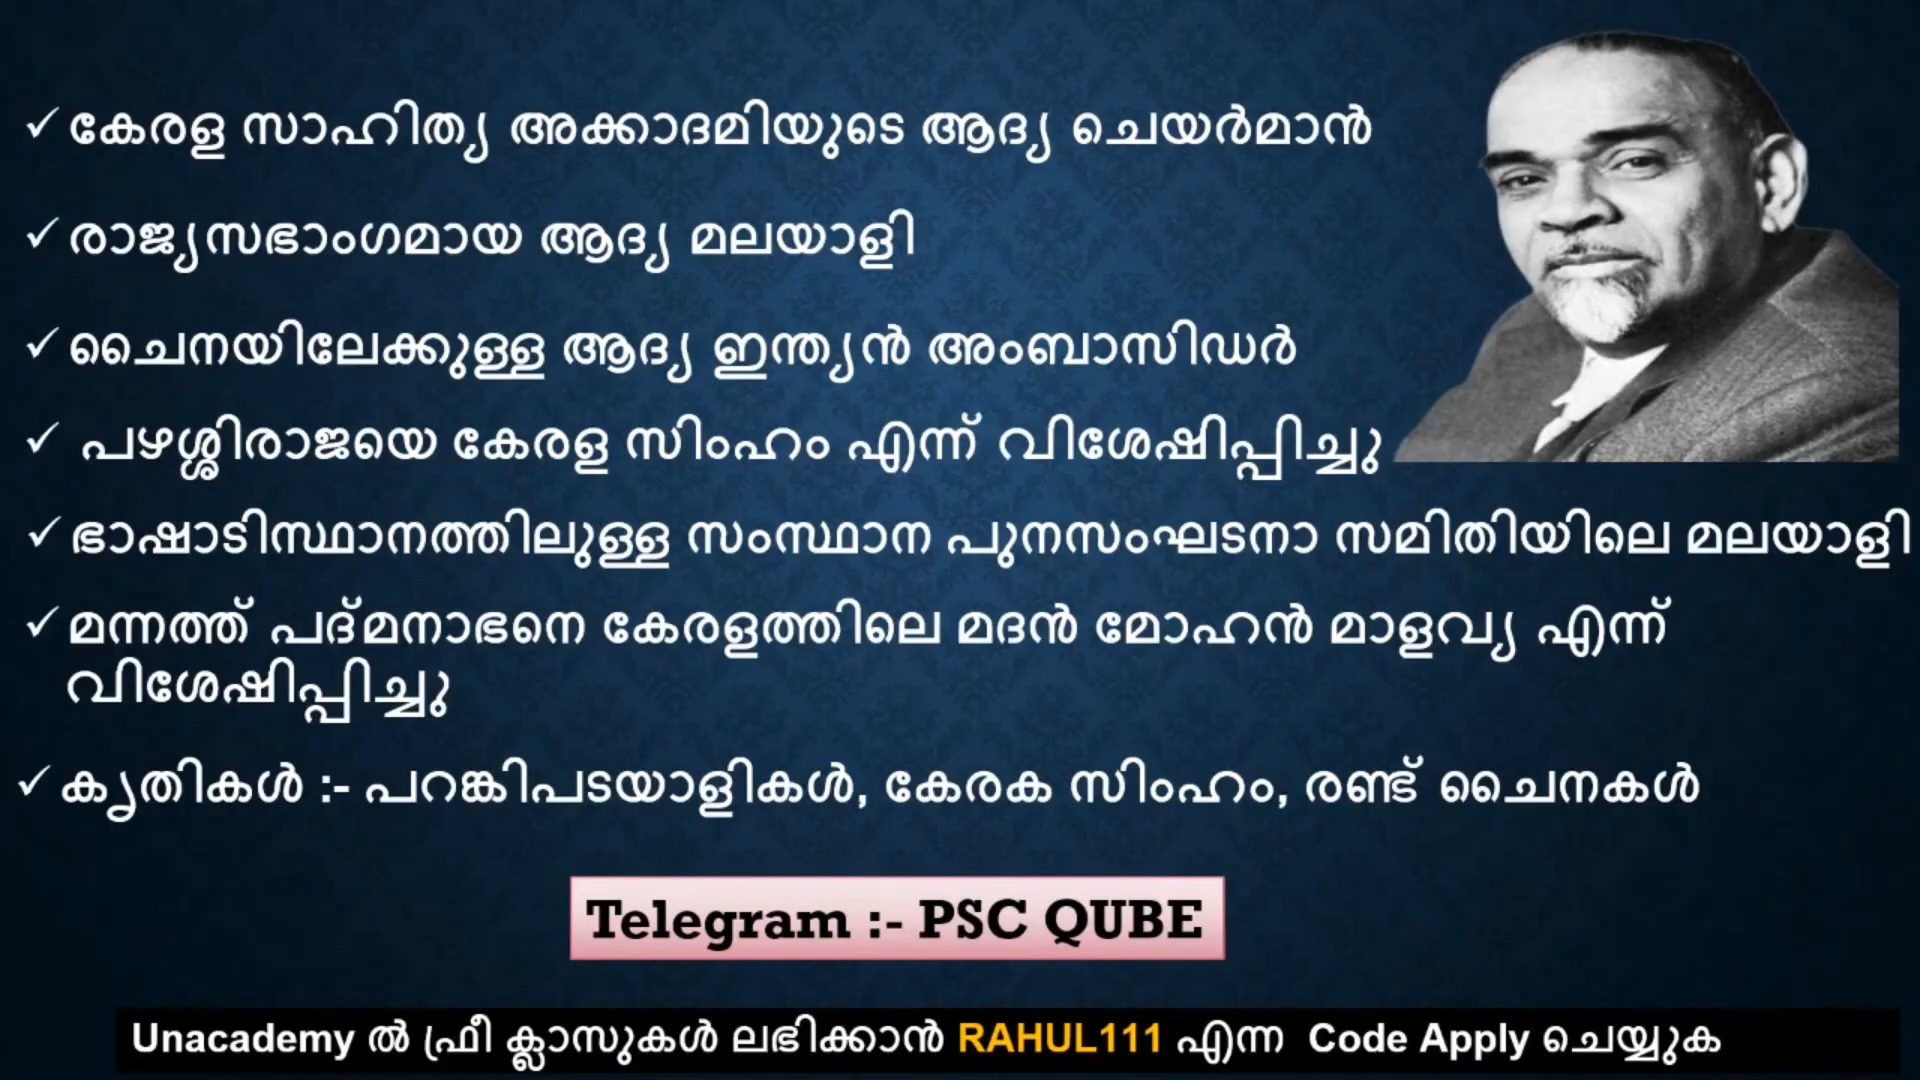 ✓ കേരള സാഹിത്യ അക്കാദമിയുടെ ആദ്യ ചെയർമാൻ
✓ രാജ്യസഭാംഗമായ ആദ്യ മലയാളി
✓ ചൈനയിലേക്കുള്ള ആദ്യ ഇന്ത്യൻ അംബാസിഡർ
✓ പഴശ്ശിരാജയെ കേരള സിംഹം എന്ന് വിശേഷിപ്പിച്ചു
✓ ഭാഷാടിസ്ഥാനത്തിലുള്ള സംസ്ഥാന പുനസംഘടനാ സമിതിയിലെ മലയാളി
✓ മന്നത്ത് പദ്മനാഭനെ കേരളത്തിലെ മദൻ മോഹൻ മാളവ്യ എന്ന്
വിശേഷിപ്പിച്ചു
✓ കൃതികൾ :- പറങ്കിപടയാളികൾ, കേരക സിംഹം, രണ്ട് ചൈനകൾ
Telegram :- PSC QUBE
Unacademy ൽ ഫ്രീ ക്ലാസുകൾ ലഭിക്കാൻ RAHUL111 എന്ന Code Apply ചെയ്യുക